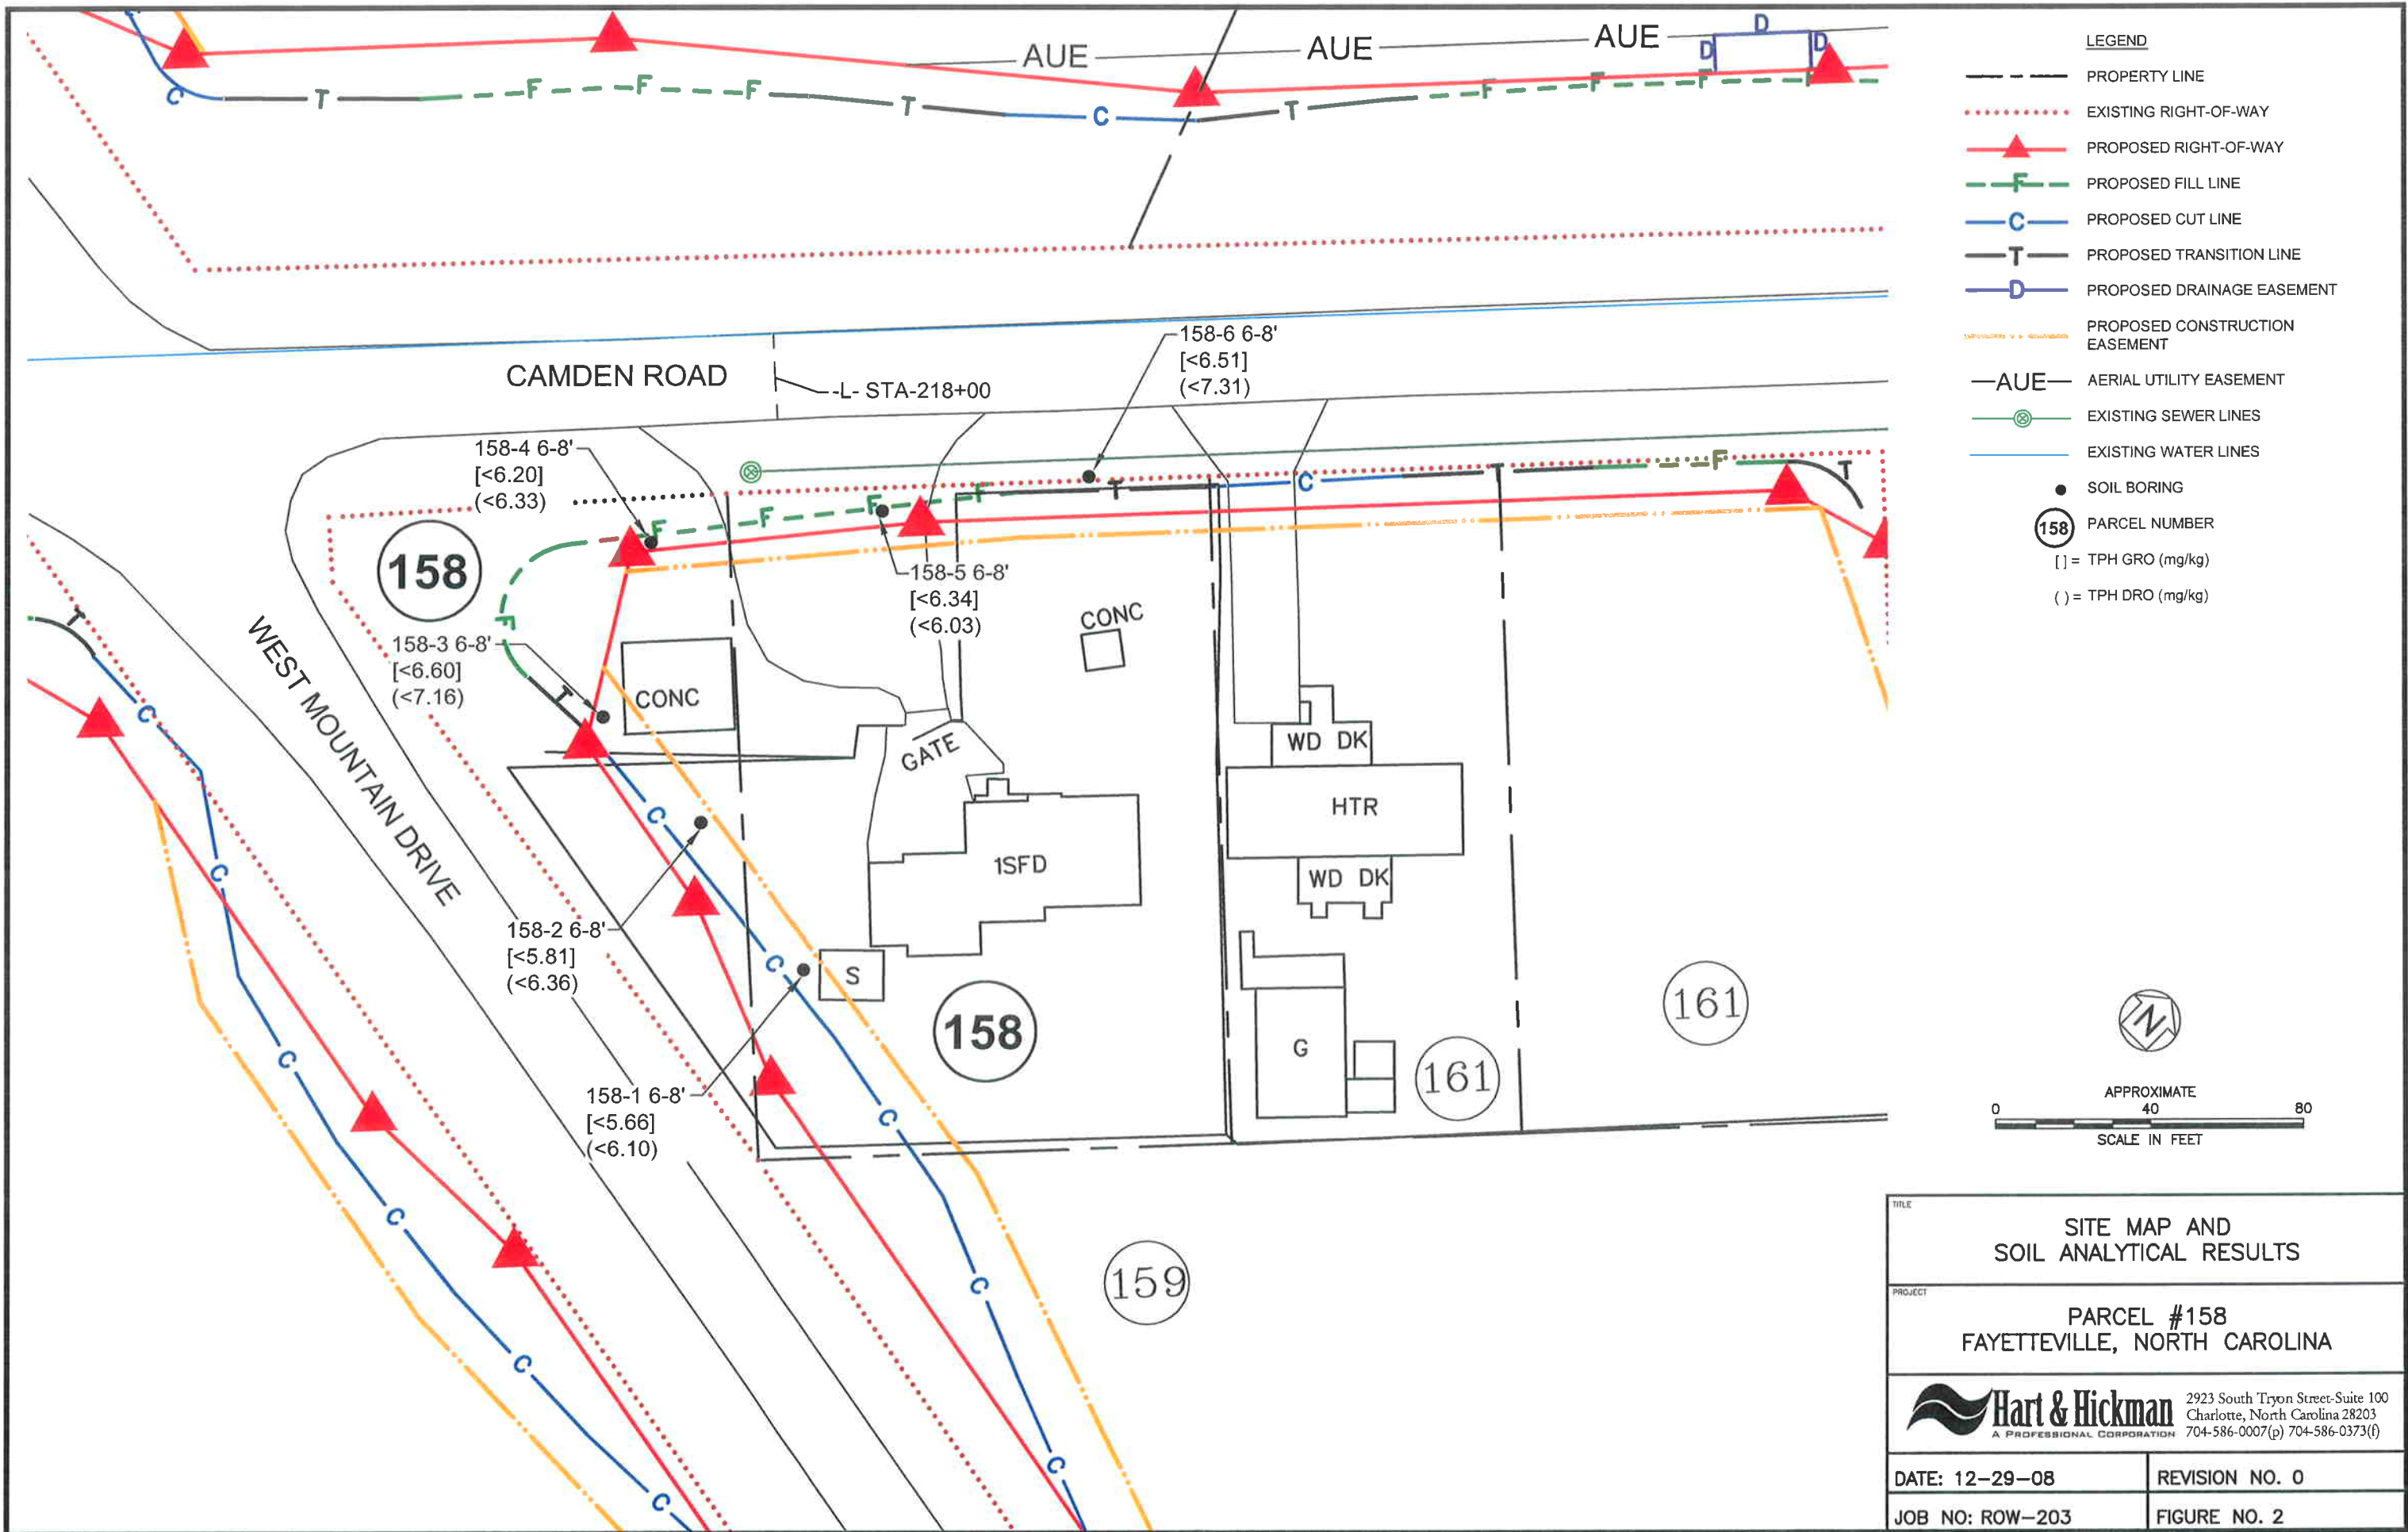 AUE AUE AUE
D
D D
C T F F F T C T F F F
CAMDEN ROAD
-L- STA-218+00
158-6 6-8'
[<6.51]
(<7.31)
158-4 6-8'
[<6.20]
(<6.33)
F F F F T C T F T
158
158-5 6-8'
[<6.34]
(<6.03)
CONC
F
T
158-3 6-8'
[<6.60]
(<7.16)
T
CONC
WEST MOUNTAIN DRIVE
C
GATE
WD DK
HTR
C
1SFD
WD DK
C
158-2 6-8'
[<5.81]
(<6.36)
C
S
158
161
G
161
C
C
158-1 6-8'
[<5.66]
(<6.10)
C
C
159
C
C
C
LEGEND
PROPERTY LINE
EXISTING RIGHT-OF-WAY
PROPOSED RIGHT-OF-WAY
F PROPOSED FILL LINE
C PROPOSED CUT LINE
T PROPOSED TRANSITION LINE
D PROPOSED DRAINAGE EASEMENT
PROPOSED CONSTRUCTION
EASEMENT
AUE AERIAL UTILITY EASEMENT
EXISTING SEWER LINES
EXISTING WATER LINES
SOIL BORING
158 PARCEL NUMBER
[ ] = TPH GRO (mg/kg)
( ) = TPH DRO (mg/kg)
N
APPROXIMATE
0 40 80
SCALE IN FEET
TITLE
SITE MAP AND
SOIL ANALYTICAL RESULTS
PROJECT
PARCEL #158
FAYETTEVILLE, NORTH CAROLINA
Hart & Hickman
A PROFESSIONAL CORPORATION
2923 South Tryon Street-Suite 100
Charlotte, North Carolina 28203
704-586-0007(p) 704-586-0373(f)
DATE: 12-29-08
REVISION NO. 0
JOB NO: ROW-203
FIGURE NO. 2